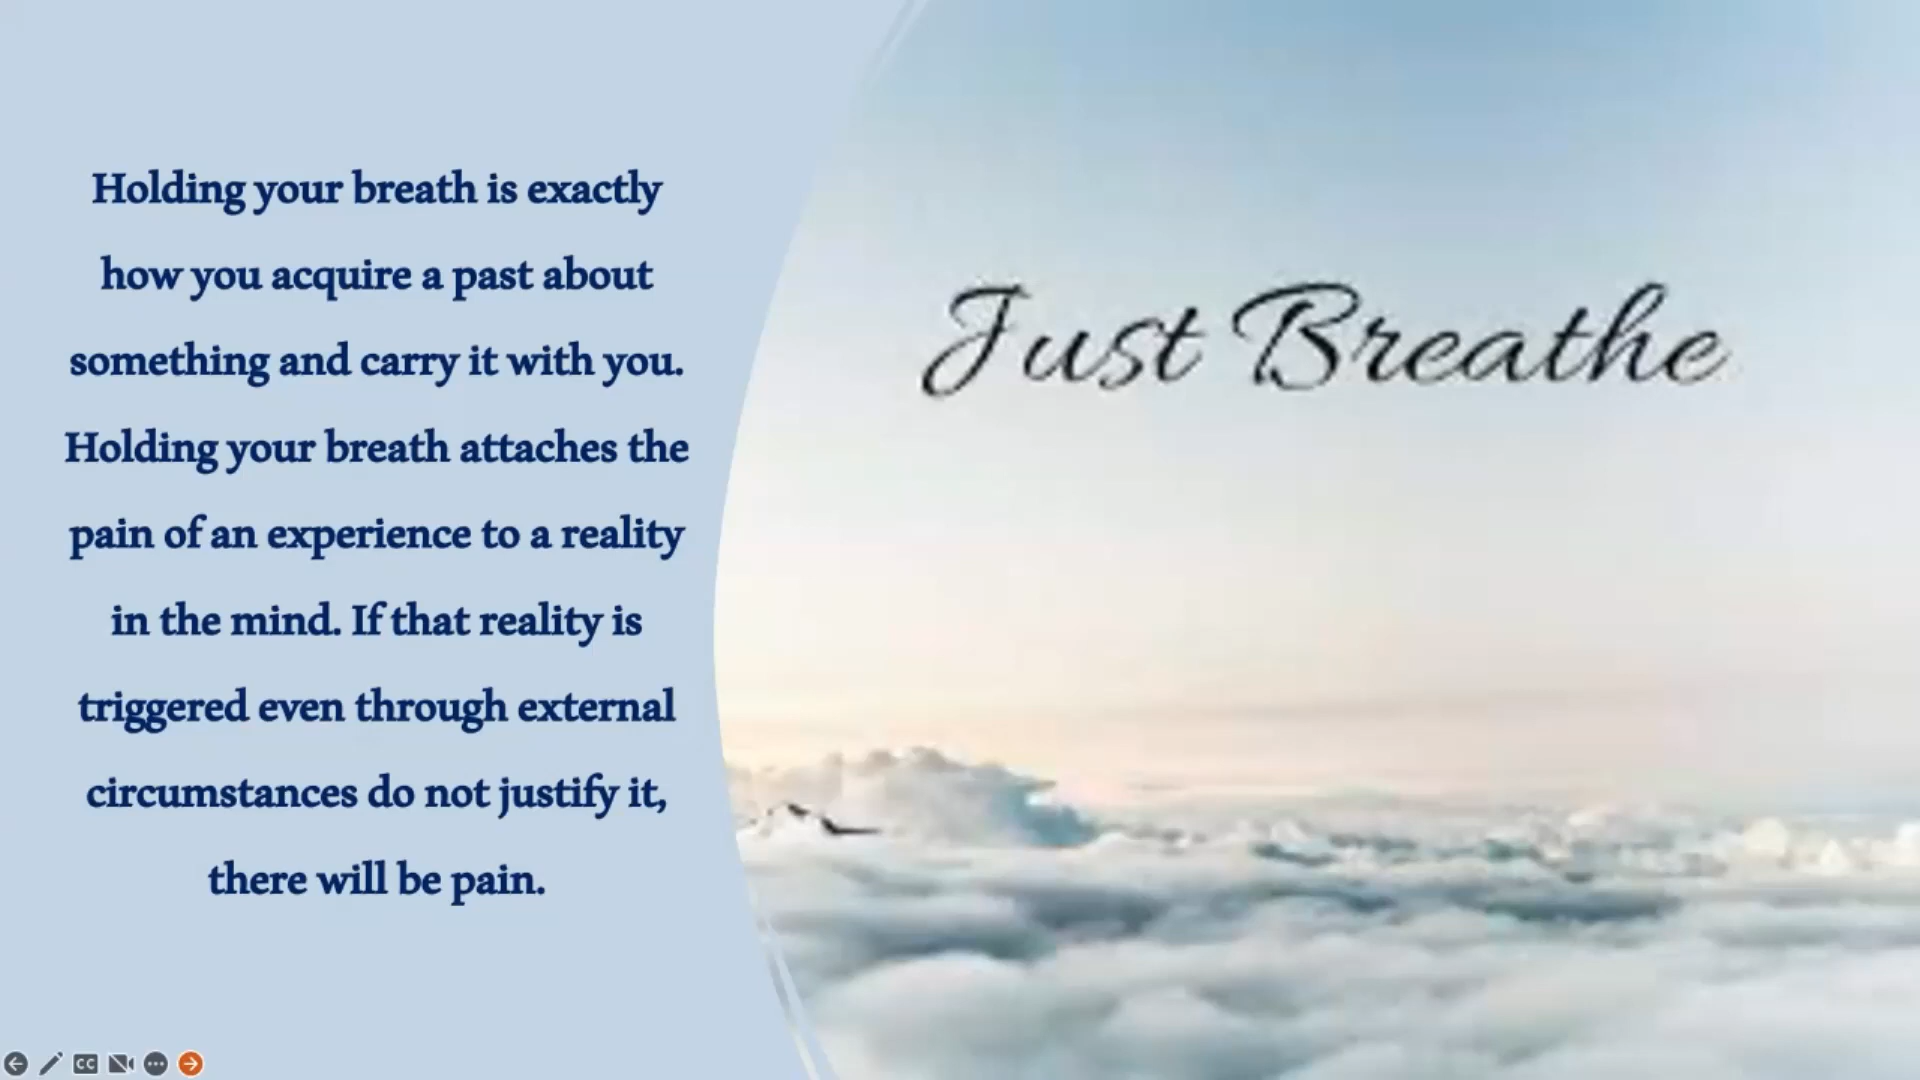 Holding your breath is exactly
how you acquire a past about
something and carry it with you.
Holding your breath attaches the
pain of an experience to a reality
in the mind. If that reality is
triggered even through external
circumstances do not justify it,
there will be pain.
Just Breathe
CC